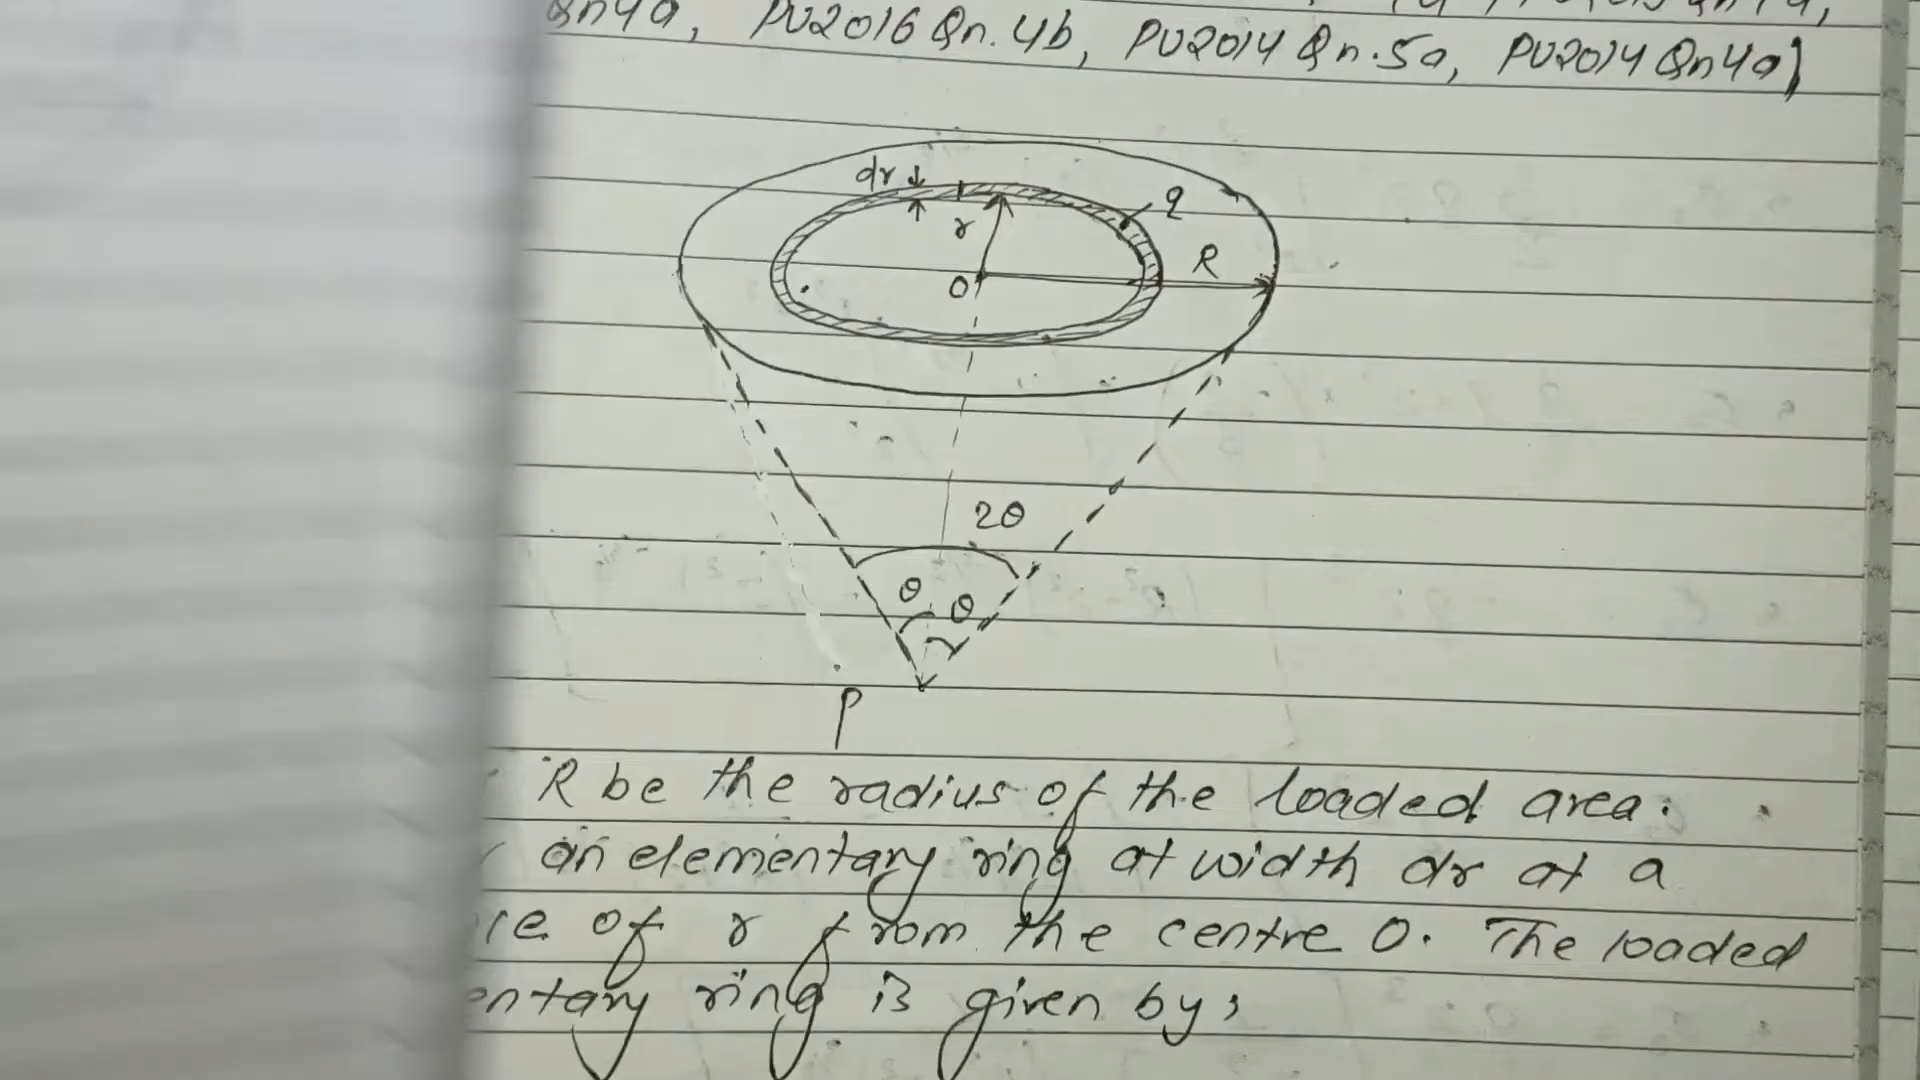 Qn4a, PU2016 Qn.4b, PU2014 Qn.5a, PU2014 Qn4a)
dr
r
q
R
O
2θ
θ
θ
P
R be the radius of the loaded area.
an elementary ring at width dr at a
of r from the centre O. The loaded
ring is given by;